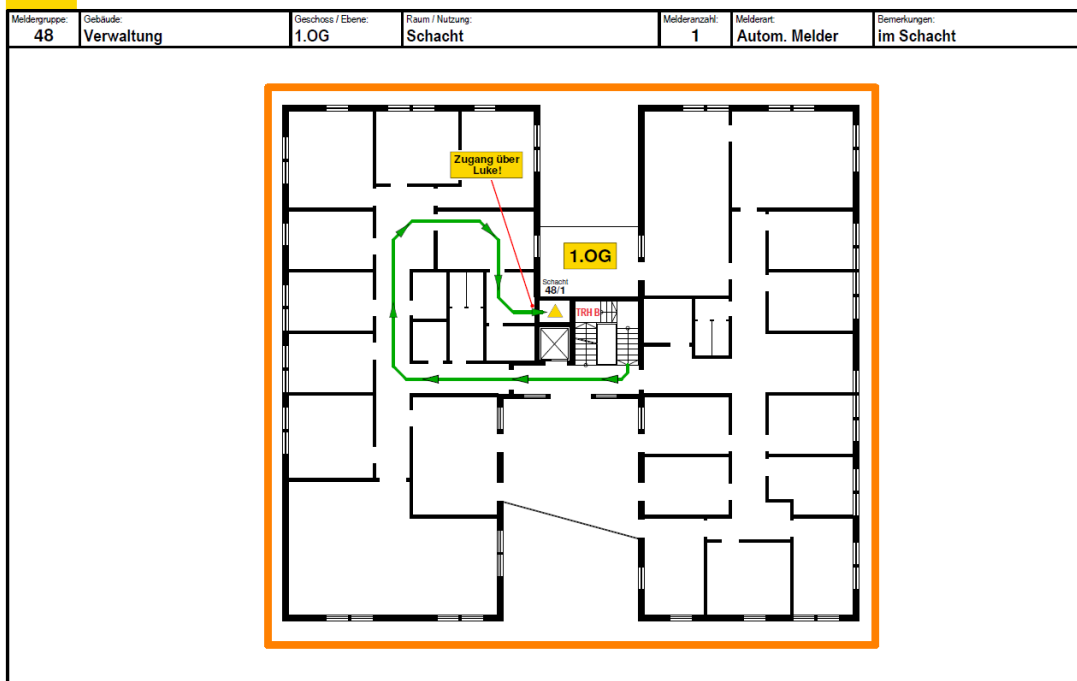 Meldergruppe: Gebäude: Geschoss / Ebene: Raum / Nutzung: Melderanzahl: Melderart: Bemerkungen:
48 Verwaltung 1.OG Schacht 1 Autom. Melder im Schacht
Zugang über
Luke!
1.OG
Schacht
48/1
TRH B